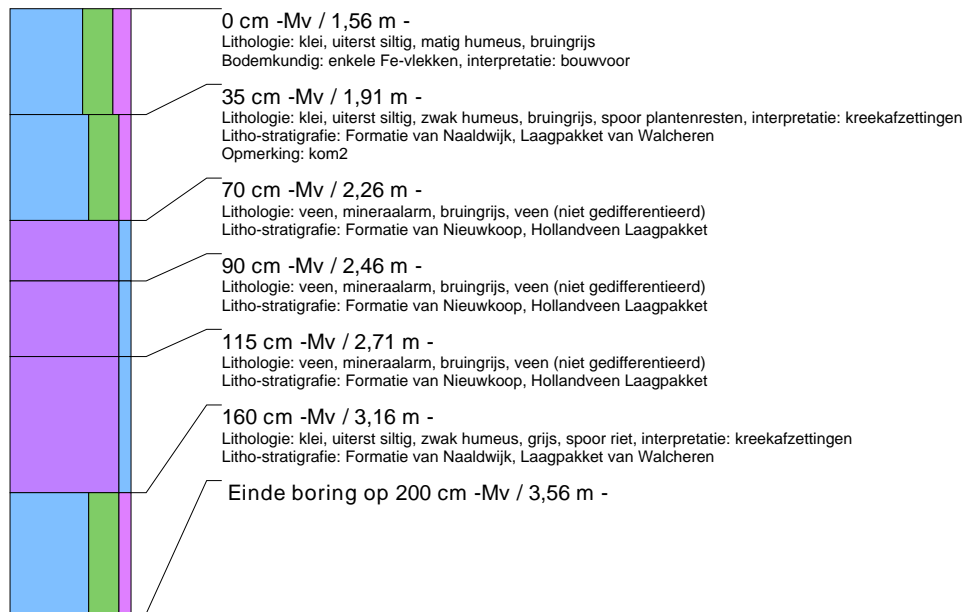 0 cm -Mv / 1,56 m -
Lithologie: klei, uiterst siltig, matig humeus, bruingrijs
Bodemkundig: enkele Fe-vlekken, interpretatie: bouwvoor
35 cm -Mv / 1,91 m -
Lithologie: klei, uiterst siltig, zwak humeus, bruingrijs, spoor plantenresten, interpretatie: kreekafzettingen
Litho-stratigrafie: Formatie van Naaldwijk, Laagpakket van Walcheren
Opmerking: kom2
70 cm -Mv / 2,26 m -
Lithologie: veen, mineraalarm, bruingrijs, veen (niet gedifferentieerd)
Litho-stratigrafie: Formatie van Nieuwkoop, Hollandveen Laagpakket
90 cm -Mv / 2,46 m -
Lithologie: veen, mineraalarm, bruingrijs, veen (niet gedifferentieerd)
Litho-stratigrafie: Formatie van Nieuwkoop, Hollandveen Laagpakket
115 cm -Mv / 2,71 m -
Lithologie: veen, mineraalarm, bruingrijs, veen (niet gedifferentieerd)
Litho-stratigrafie: Formatie van Nieuwkoop, Hollandveen Laagpakket
160 cm -Mv / 3,16 m -
Lithologie: klei, uiterst siltig, zwak humeus, grijs, spoor riet, interpretatie: kreekafzettingen
Litho-stratigrafie: Formatie van Naaldwijk, Laagpakket van Walcheren
Einde boring op 200 cm -Mv / 3,56 m -